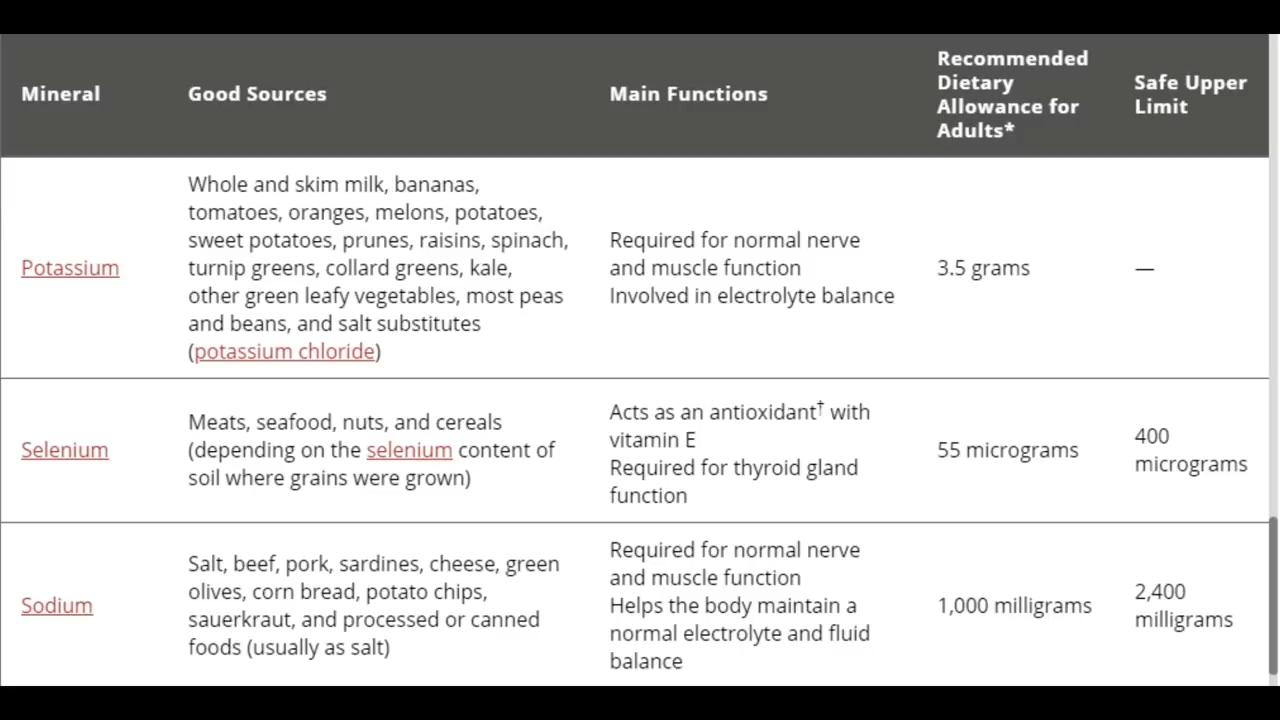 Mineral
Good Sources
Main Functions
Recommended
Dietary
Allowance for
Adults*
Safe Upper
Limit
Potassium
Whole and skim milk, bananas,
tomatoes, oranges, melons, potatoes,
sweet potatoes, prunes, raisins, spinach,
turnip greens, collard greens, kale,
other green leafy vegetables, most peas
and beans, and salt substitutes
(potassium chloride)
Required for normal nerve
and muscle function
Involved in electrolyte balance
3.5 grams
—
Selenium
Meats, seafood, nuts, and cereals
(depending on the selenium content of
soil where grains were grown)
Acts as an antioxidant† with
vitamin E
Required for thyroid gland
function
55 micrograms
400
micrograms
Sodium
Salt, beef, pork, sardines, cheese, green
olives, corn bread, potato chips,
sauerkraut, and processed or canned
foods (usually as salt)
Required for normal nerve
and muscle function
Helps the body maintain a
normal electrolyte and fluid
balance
1,000 milligrams
2,400
milligrams